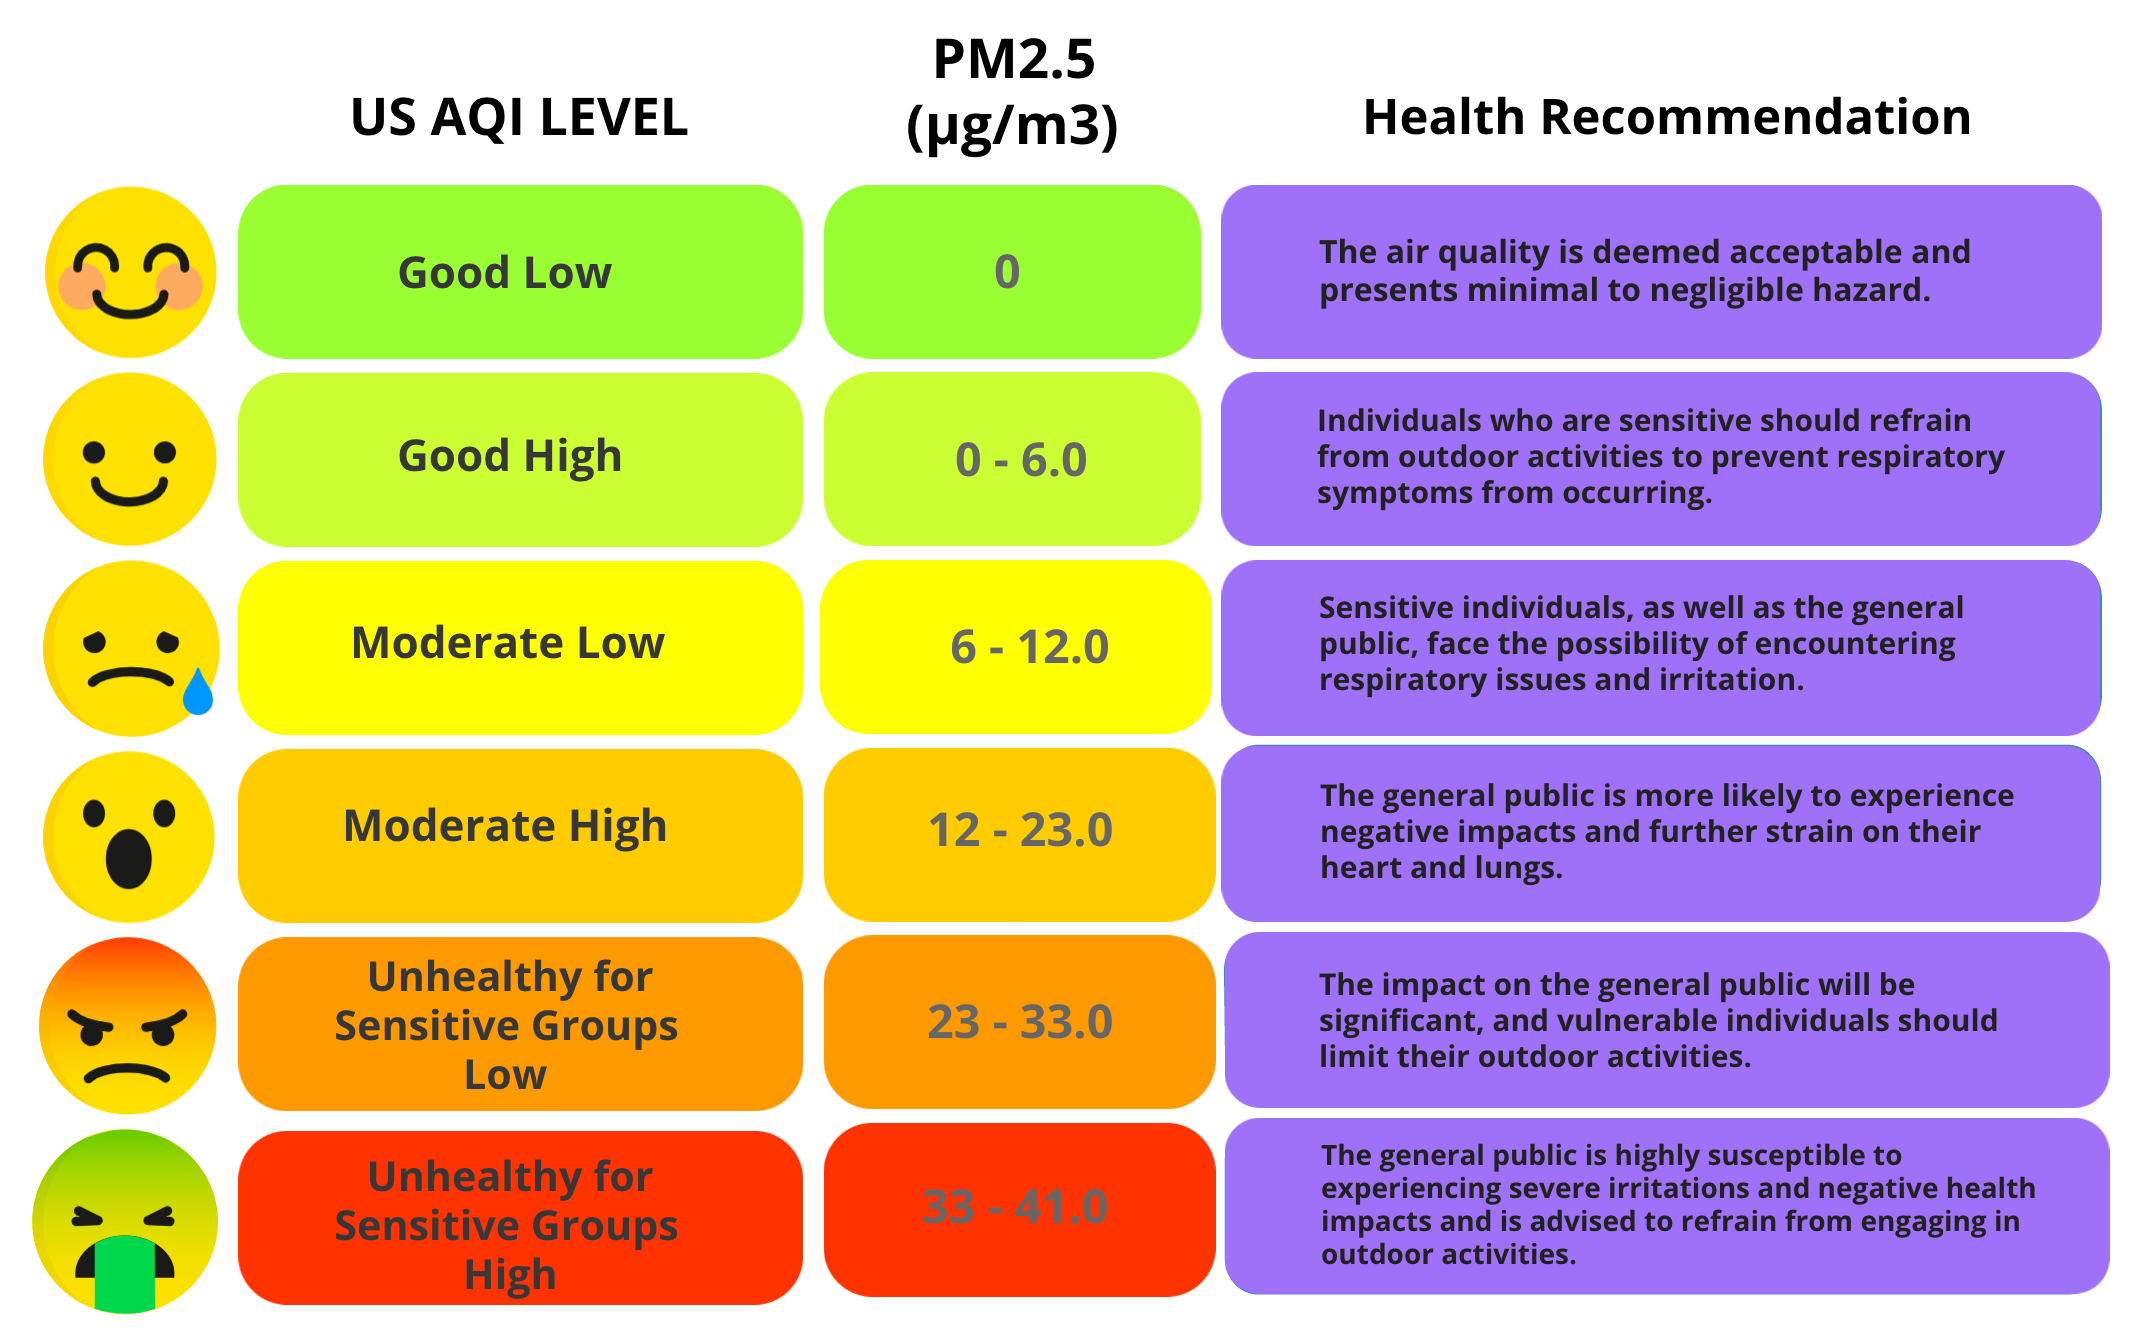 PM2.5
(µg/m3)
US AQI LEVEL
Health Recommendation
Good Low
0
The air quality is deemed acceptable and
presents minimal to negligible hazard.
Good High
0 - 6.0
Individuals who are sensitive should refrain
from outdoor activities to prevent respiratory
symptoms from occurring.
Moderate Low
6 - 12.0
Sensitive individuals, as well as the general
public, face the possibility of encountering
respiratory issues and irritation.
Moderate High
12 - 23.0
The general public is more likely to experience
negative impacts and further strain on their
heart and lungs.
Unhealthy for
Sensitive Groups
Low
23 - 33.0
The impact on the general public will be
significant, and vulnerable individuals should
limit their outdoor activities.
Unhealthy for
Sensitive Groups
High
33 - 41.0
The general public is highly susceptible to
experiencing severe irritations and negative health
impacts and is advised to refrain from engaging in
outdoor activities.